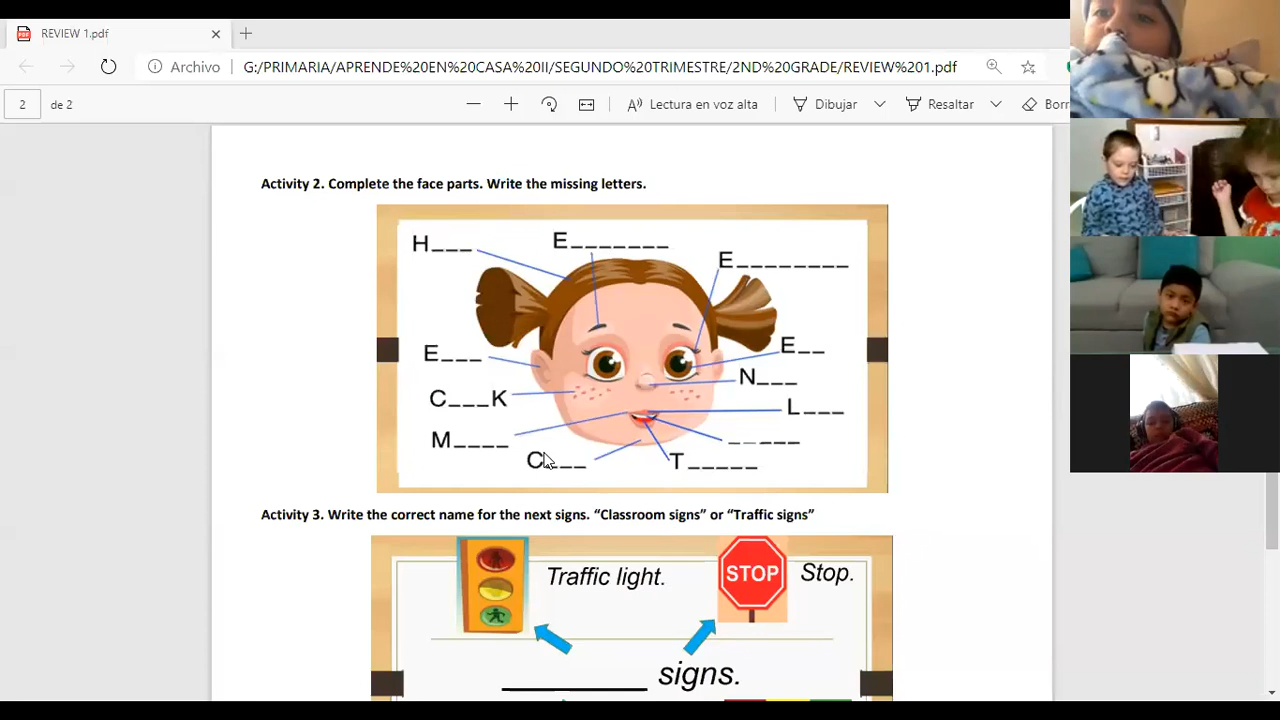 REVIEW 1.pdf
Archivo G:/PRIMARIA/APRENDE%20EN%20CASA%20II/SEGUNDO%20TRIMESTRE/2ND%20GRADE/REVIEW%201.pdf
2 de 2 Lectura en voz alta Dibujar Resaltar Borr
Activity 2. Complete the face parts. Write the missing letters.
H___ E_______
E________
E___ E__
N___
C___K L___
M____ _____
C___ T_____
Activity 3. Write the correct name for the next signs. “Classroom signs” or “Traffic signs”
Traffic light. STOP Stop.
_________ signs.